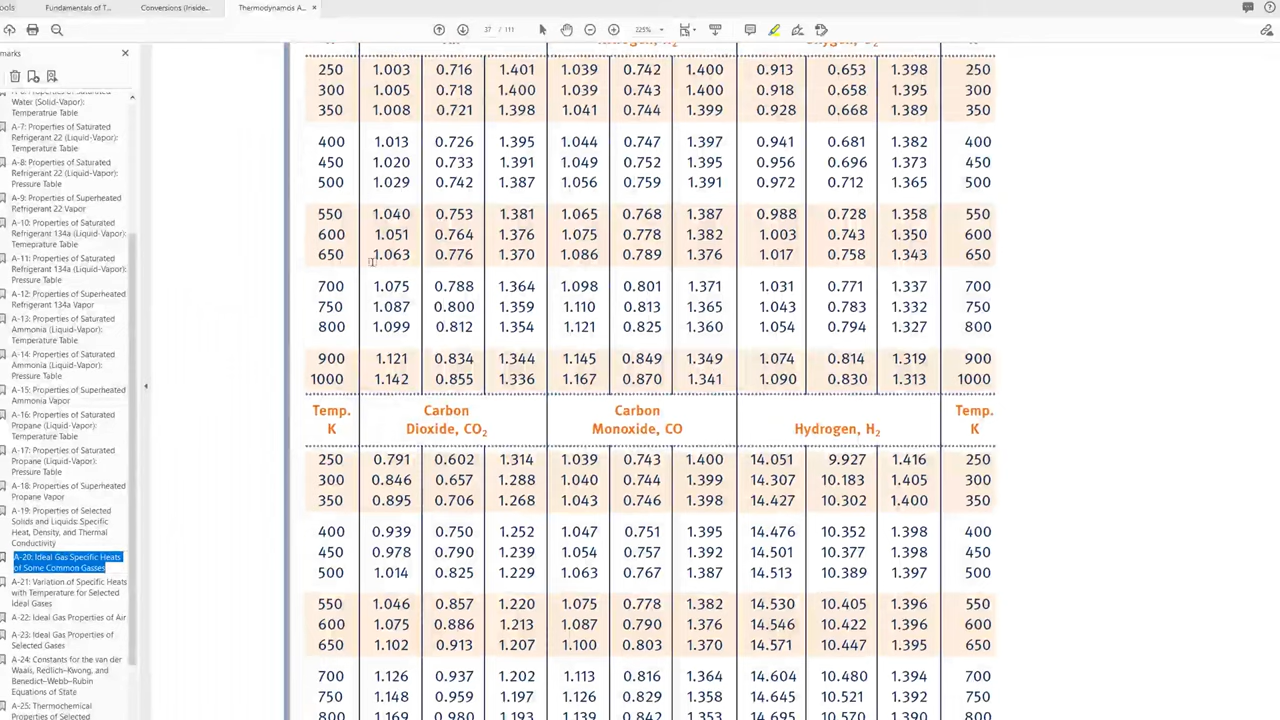 ools
Fundamentals of T...
Conversions (Inside...
Thermodynamcis A...
×
37 / 111
225%
marks
×
Water (Solid-Vapor):
Temperatrue Table
A-7: Properties of Saturated
Refrigerant 22 (Liquid-Vapor):
Temperature Table
A-8: Properties of Saturated
Refrigerant 22 (Liquid-Vapor):
Pressure Table
A-9: Properties of Superheated
Refrigerant 22 Vapor
A-10: Properties of Saturated
Refrigerant 134a (Liquid-Vapor):
Temeprature Table
A-11: Properties of Saturated
Refrigerant 134a (Liquid-Vapor):
Pressure Table
A-12: Properties of Superheated
Refrigerant 134a Vapor
A-13: Properties of Saturated
Ammonia (Liquid-Vapor):
Temperature Table
A-14: Properties of Saturated
Ammonia (Liquid-Vapor):
Pressure Table
A-15: Properties of Superheated
Ammonia Vapor
A-16: Properties of Saturated
Propane (Liquid-Vapor):
Temperature Table
A-17: Properties of Saturated
Propane (Liquid-Vapor):
Pressure Table
A-18: Properties of Superheated
Propane Vapor
A-19: Properties of Selected
Solids and Liquids: Specific
Heat, Density, and Thermal
Conductivity
A-20: Ideal Gas Specific Heats
of Some Common Gasses
A-21: Variation of Specific Heats
with Temperature for Selected
Ideal Gases
A-22: Ideal Gas Properties of Air
A-23: Ideal Gas Properties of
Selected Gases
A-24: Constants for the van der
Waals, Redlich–Kwong, and
Benedict–Webb–Rubin
Equations of State
A-25: Thermochemical
Properties of Selected
250 1.003 0.716 1.401 1.039 0.742 1.400 0.913 0.653 1.398 250
300 1.005 0.718 1.400 1.039 0.743 1.400 0.918 0.658 1.395 300
350 1.008 0.721 1.398 1.041 0.744 1.399 0.928 0.668 1.389 350
400 1.013 0.726 1.395 1.044 0.747 1.397 0.941 0.681 1.382 400
450 1.020 0.733 1.391 1.049 0.752 1.395 0.956 0.696 1.373 450
500 1.029 0.742 1.387 1.056 0.759 1.391 0.972 0.712 1.365 500
550 1.040 0.753 1.381 1.065 0.768 1.387 0.988 0.728 1.358 550
600 1.051 0.764 1.376 1.075 0.778 1.382 1.003 0.743 1.350 600
650 1.063 0.776 1.370 1.086 0.789 1.376 1.017 0.758 1.343 650
700 1.075 0.788 1.364 1.098 0.801 1.371 1.031 0.771 1.337 700
750 1.087 0.800 1.359 1.110 0.813 1.365 1.043 0.783 1.332 750
800 1.099 0.812 1.354 1.121 0.825 1.360 1.054 0.794 1.327 800
900 1.121 0.834 1.344 1.145 0.849 1.349 1.074 0.814 1.319 900
1000 1.142 0.855 1.336 1.167 0.870 1.341 1.090 0.830 1.313 1000
Temp. Carbon Carbon Temp.
K Dioxide, CO2 Monoxide, CO Hydrogen, H2 K
250 0.791 0.602 1.314 1.039 0.743 1.400 14.051 9.927 1.416 250
300 0.846 0.657 1.288 1.040 0.744 1.399 14.307 10.183 1.405 300
350 0.895 0.706 1.268 1.043 0.746 1.398 14.427 10.302 1.400 350
400 0.939 0.750 1.252 1.047 0.751 1.395 14.476 10.352 1.398 400
450 0.978 0.790 1.239 1.054 0.757 1.392 14.501 10.377 1.398 450
500 1.014 0.825 1.229 1.063 0.767 1.387 14.513 10.389 1.397 500
550 1.046 0.857 1.220 1.075 0.778 1.382 14.530 10.405 1.396 550
600 1.075 0.886 1.213 1.087 0.790 1.376 14.546 10.422 1.396 600
650 1.102 0.913 1.207 1.100 0.803 1.370 14.571 10.447 1.395 650
700 1.126 0.937 1.202 1.113 0.816 1.364 14.604 10.480 1.394 700
750 1.148 0.959 1.197 1.126 0.829 1.358 14.645 10.521 1.392 750
800 1.169 0.980 1.193 1.139 0.842 1.353 14.695 10.570 1.390 800